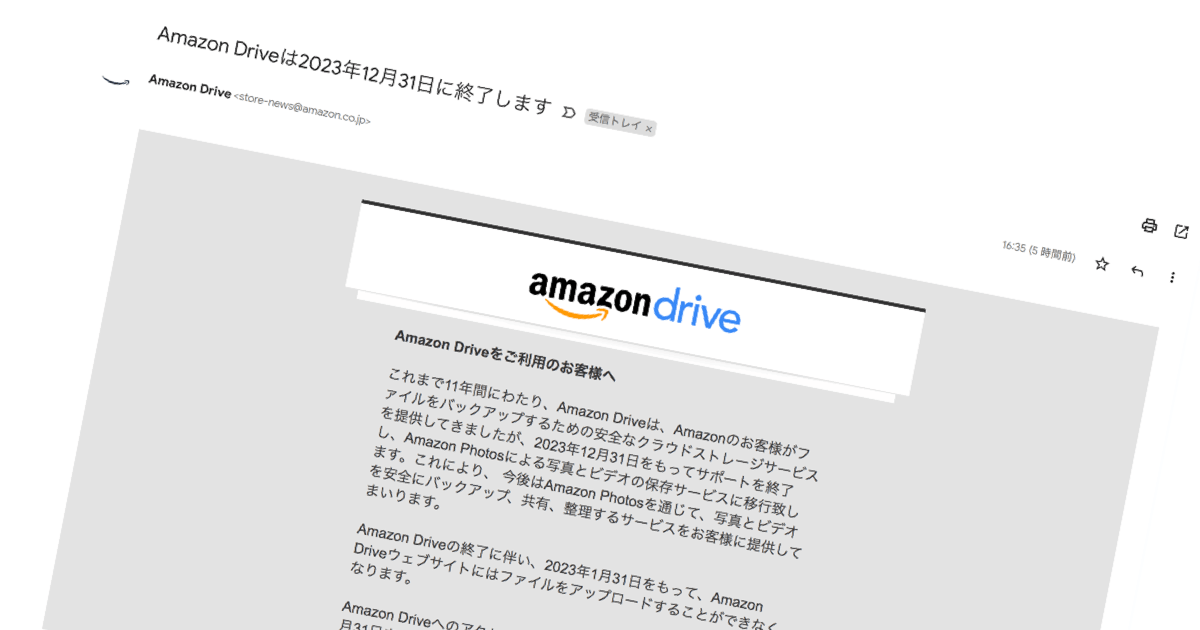 Amazon Driveは2023年12月31日に終了します
受信トレイ ×
Amazon Drive <store-news@amazon.co.jp>
16:35 (5 時間前)
amazon drive
Amazon Driveをご利用のお客様へ
これまで11年間にわたり、Amazon Driveは、Amazonのお客様がフ
ァイルをバックアップするための安全なクラウドストレージサービス
を提供してきましたが、2023年12月31日をもってサポートを終了
し、Amazon Photosによる写真とビデオの保存サービスに移行致し
ます。これにより、 今後はAmazon Photosを通じて、写真とビデオ
を安全にバックアップ、共有、整理するサービスをお客様に提供して
まいります。
Amazon Driveの終了に伴い、2023年1月31日をもって、Amazon
Driveウェブサイトにはファイルをアップロードすることができなく
なります。
Amazon Driveへのアク
月31日